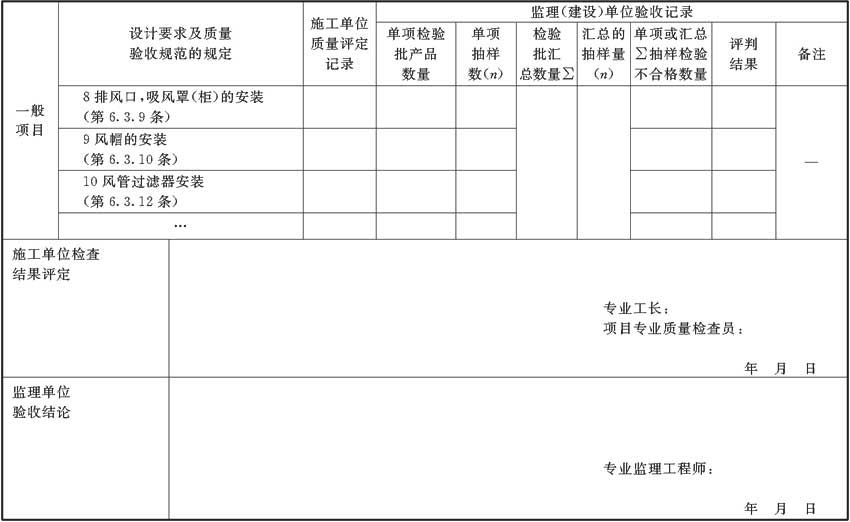 监理(建设)单位验收记录
设计要求及质量
验收规范的规定
施工单位
质量评定
记录
单项检验
批产品
数量
单项
抽样
数(n)
检验
批汇
总数量∑
汇总的
抽样量
(n)
单项或汇总
∑抽样检验
不合格数量
评判
结果
备注
一般
项目
8 排风口,吸风罩(柜)的安装
(第 6.3.9 条)
9 风帽的安装
(第 6.3.10 条)
10 风管过滤器安装
(第 6.3.12 条)
…
—
施工单位检查
结果评定
专业工长:
项目专业质量检查员:
年 月 日
监理单位
验收结论
专业监理工程师:
年 月 日